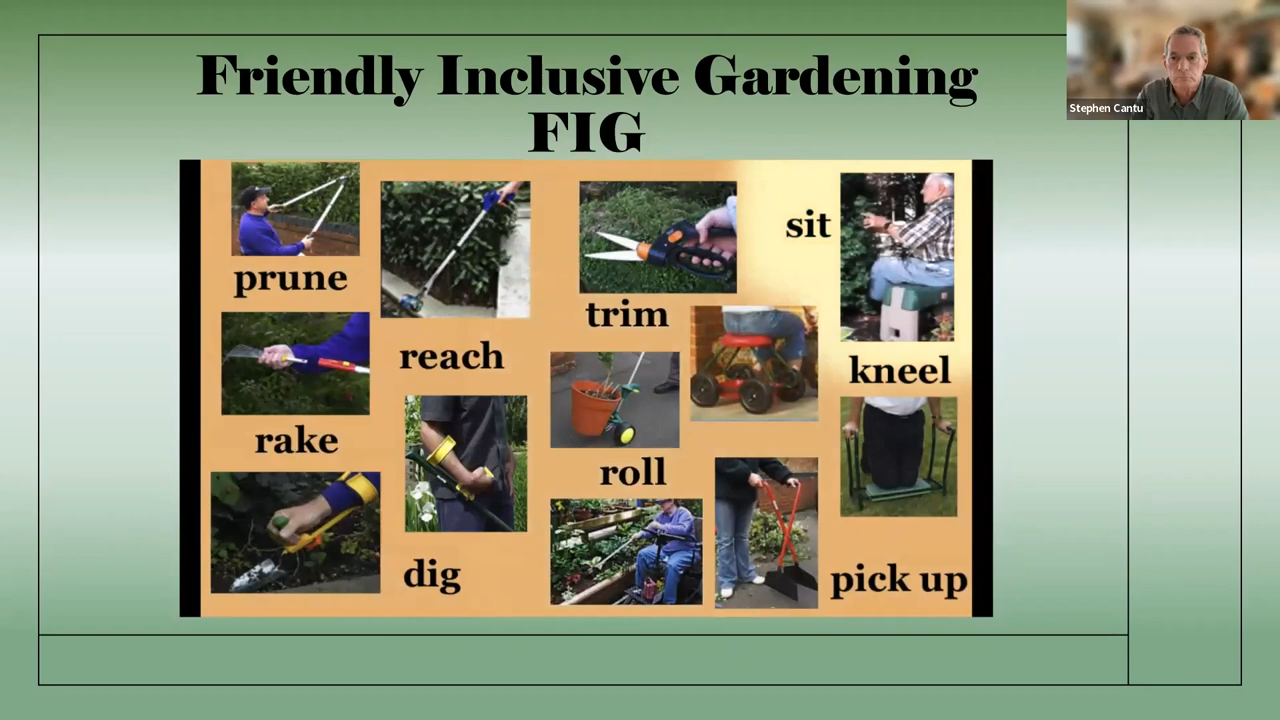 Friendly Inclusive Gardening
FIG
Stephen Cantu
prune
reach
trim
sit
kneel
rake
roll
dig
pick up